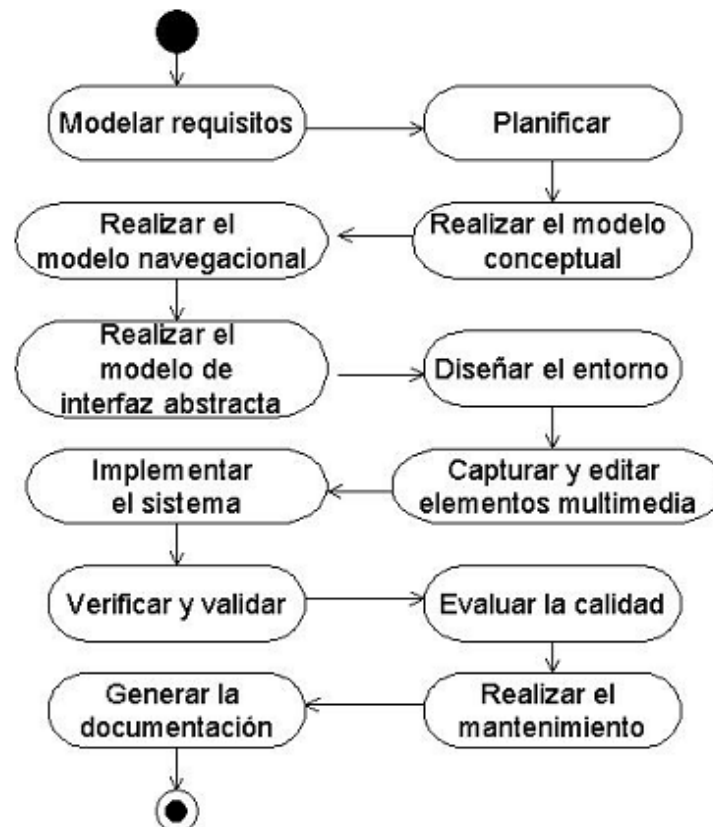 Modelar requisitos
Planificar
Realizar el modelo
conceptual
Realizar el
modelo navegacional
Realizar el
modelo de
interfaz abstracta
Diseñar el entorno
Capturar y editar
elementos multimedia
Implementar
el sistema
Verificar y validar
Evaluar la calidad
Realizar el
mantenimiento
Generar la
documentación